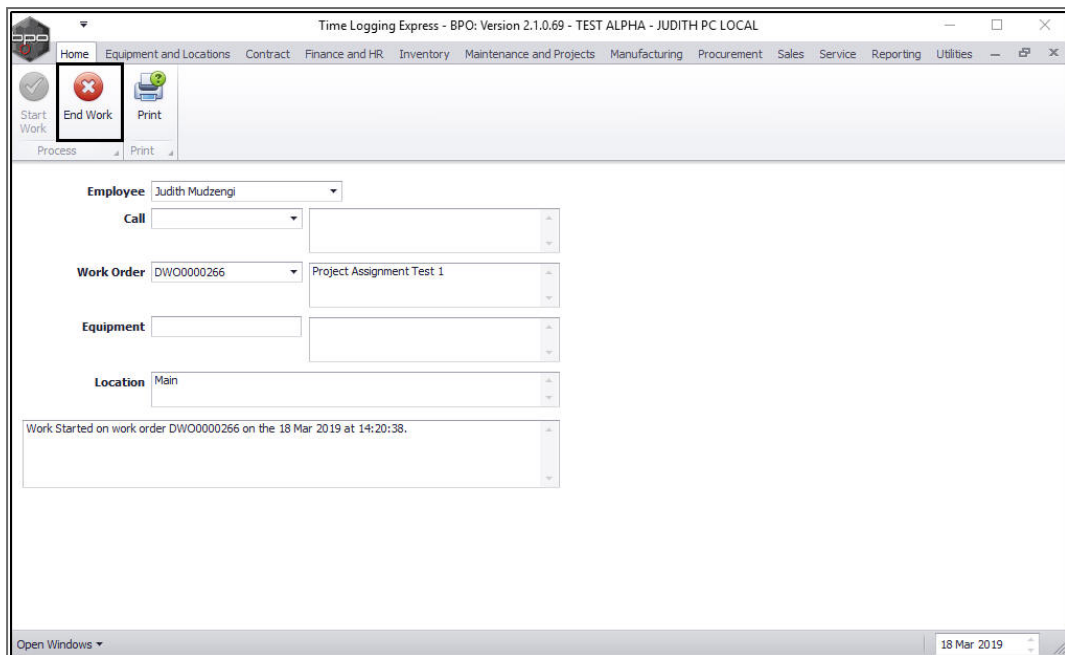 bpo
Time Logging Express - BPO: Version 2.1.0.69 - TEST ALPHA - JUDITH PC LOCAL
Home Equipment and Locations Contract Finance and HR Inventory Maintenance and Projects Manufacturing Procurement Sales Service Reporting Utilities
Start Work
End Work
Print
Process
Print
Employee Judith Mudzengi
Call
Work Order DWO0000266 Project Assignment Test 1
Equipment
Location Main
Work Started on work order DWO0000266 on the 18 Mar 2019 at 14:20:38.
Open Windows 18 Mar 2019